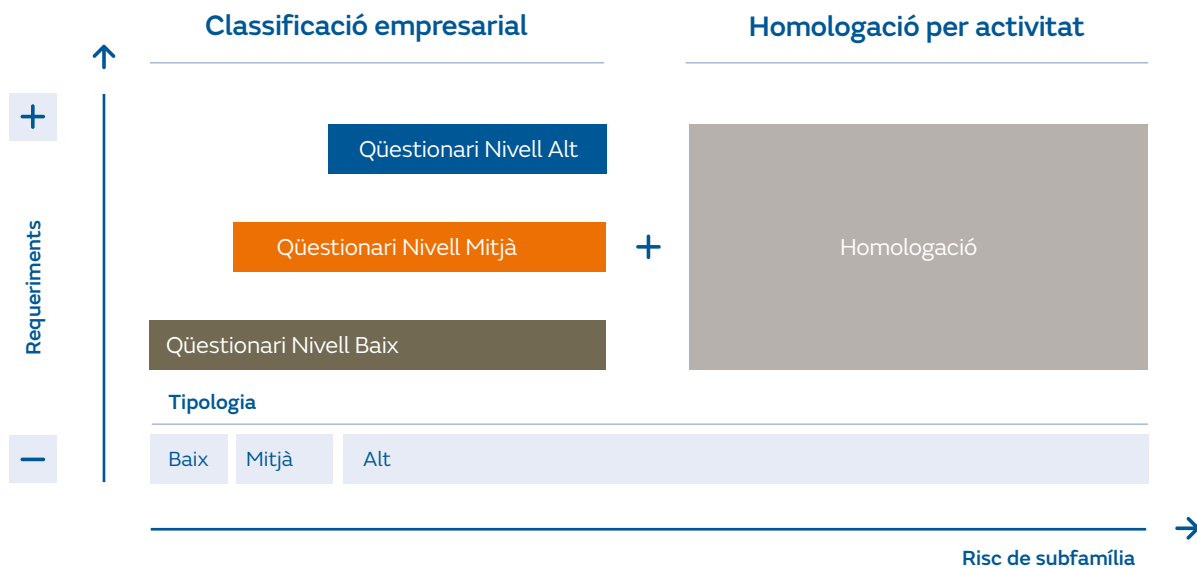 Classificació empresarial
Homologació per activitat
+
Qüestionari Nivell Alt
Requeriments
Qüestionari Nivell Mitjà
+
Homologació
Qüestionari Nivell Baix
Tipologia
−
Baix
Mitjà
Alt
Risc de subfamília